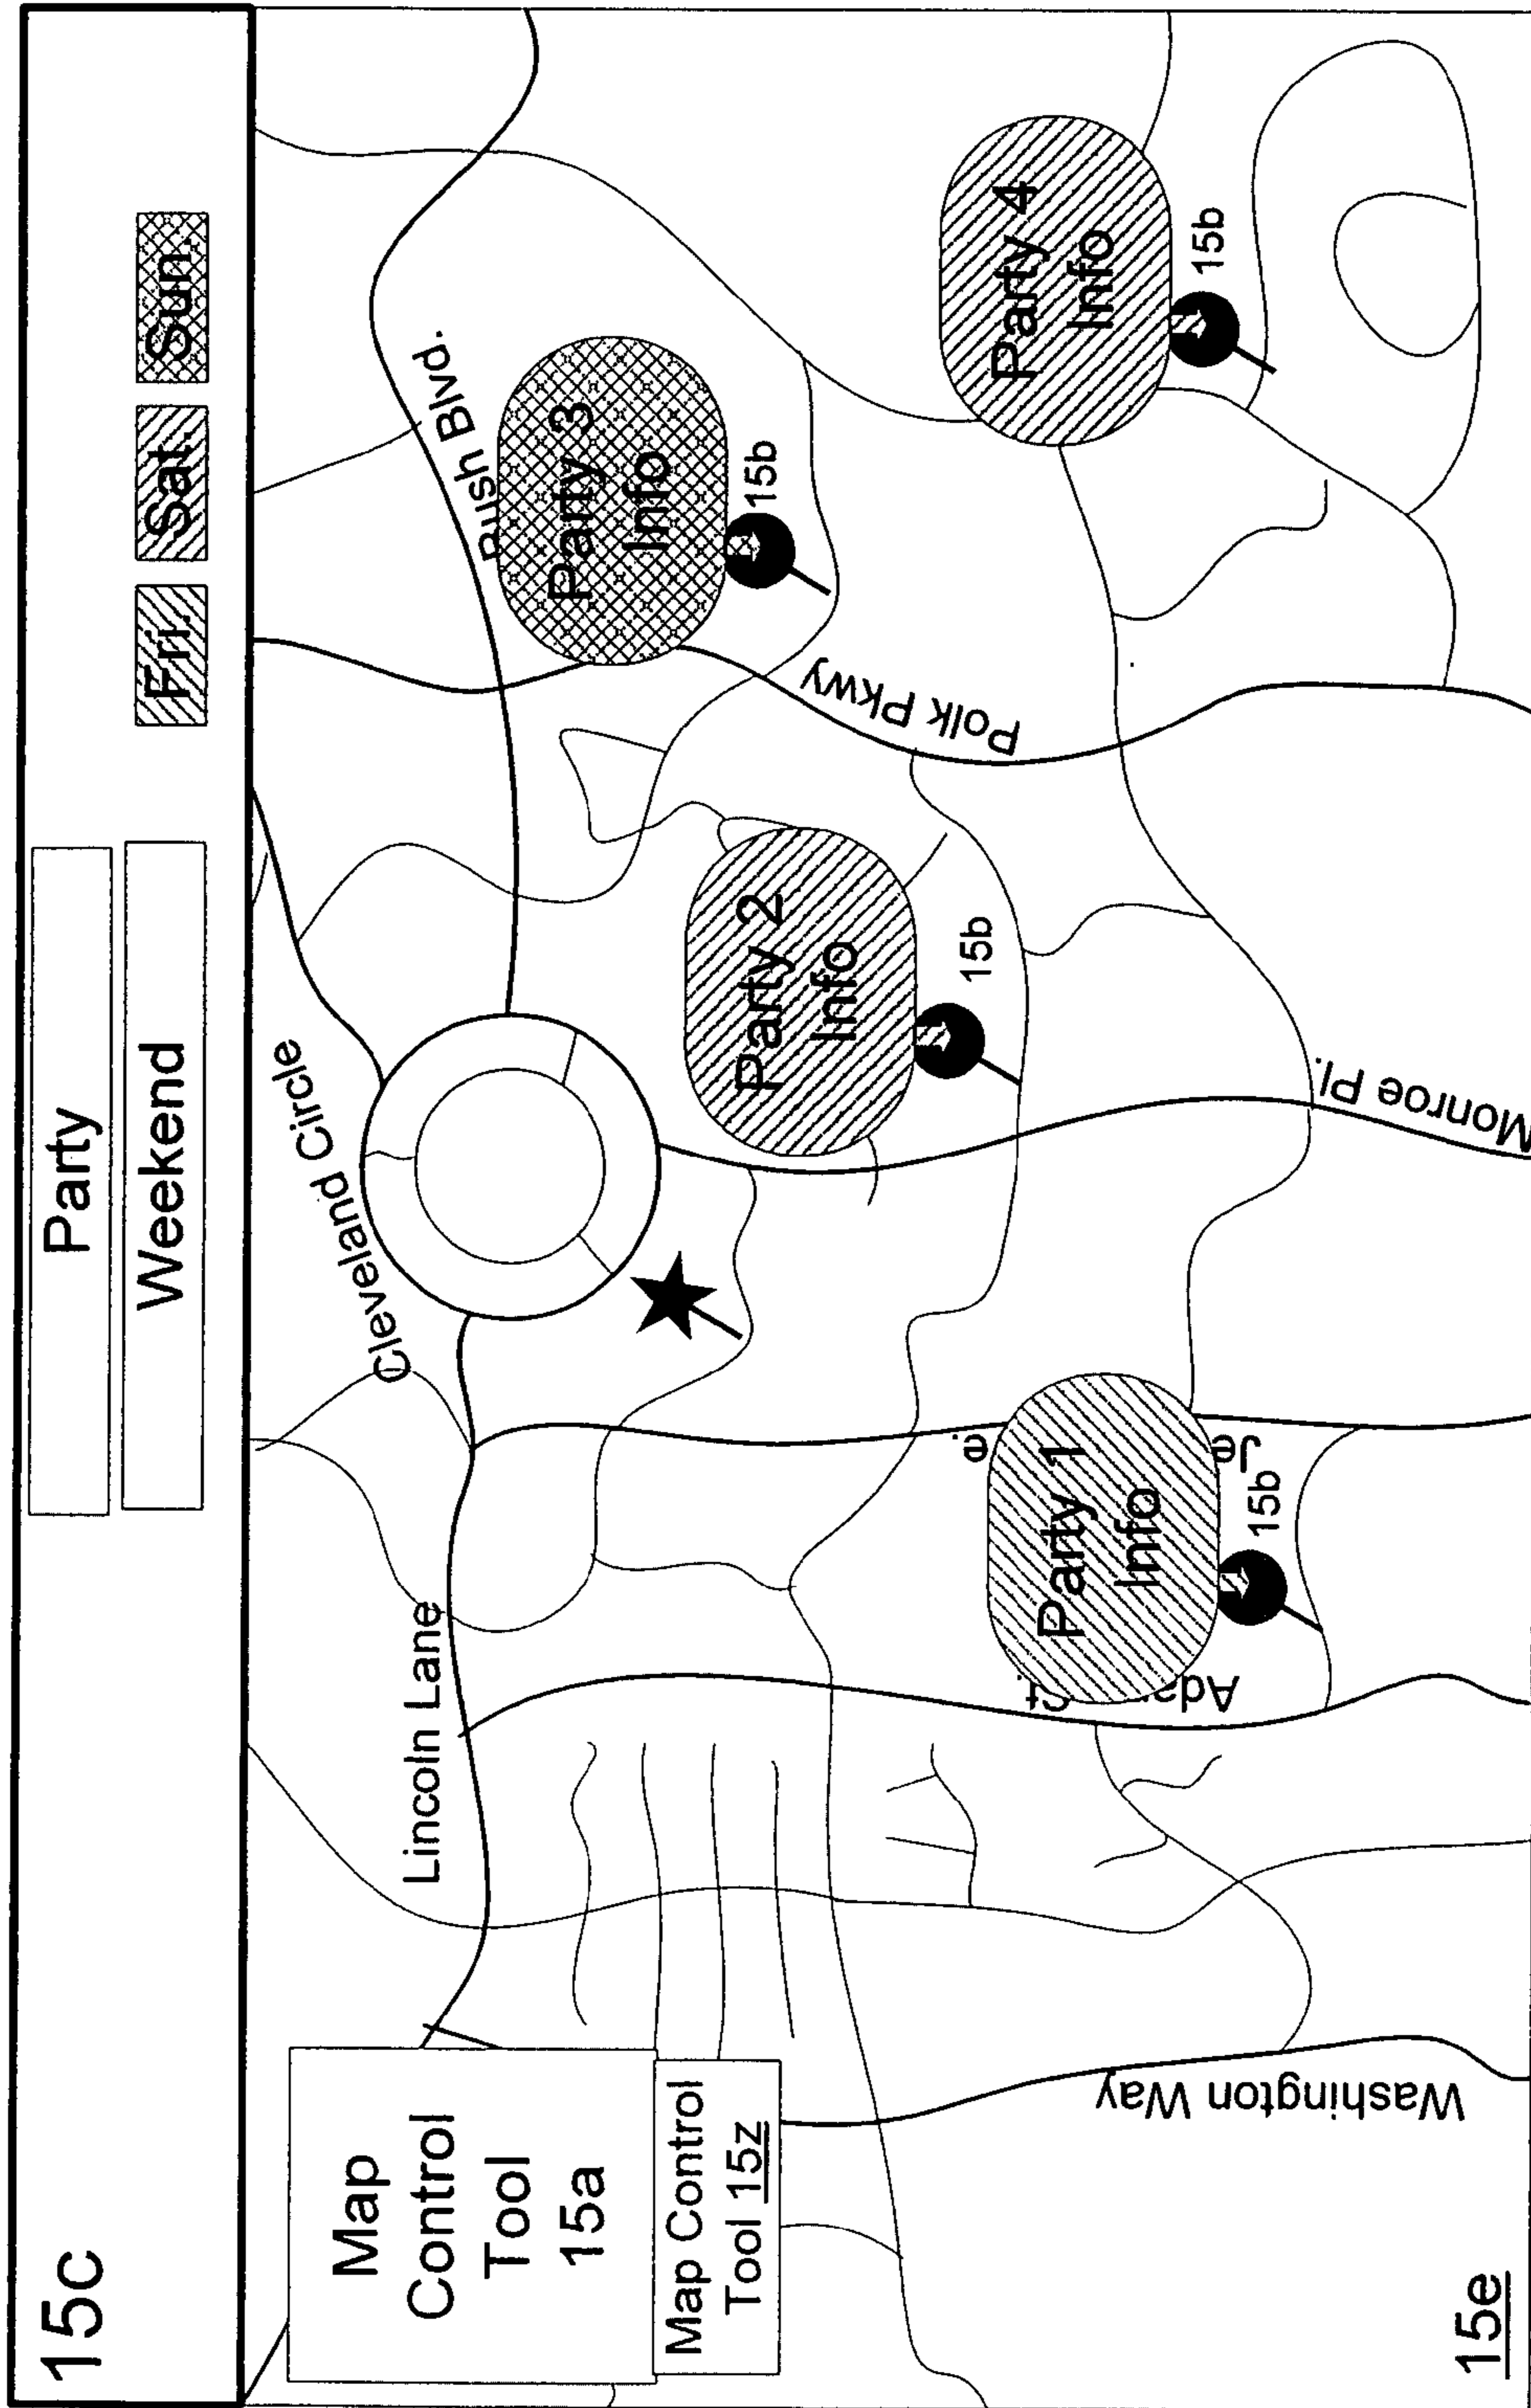 15c
Party
Weekend
Fri.
Sat.
Sun.
Map
Control
Tool
15a
Map Control
Tool 15z
Lincoln Lane
Cleveland Circle
Bush Blvd.
Party 3
Info
15b
Party 2
Info
15b
Party 4
Info
15b
Party 1
Info
15b
Polk Pkwy
Monroe Pl.
Washington Way
St.
Je
e.
15e